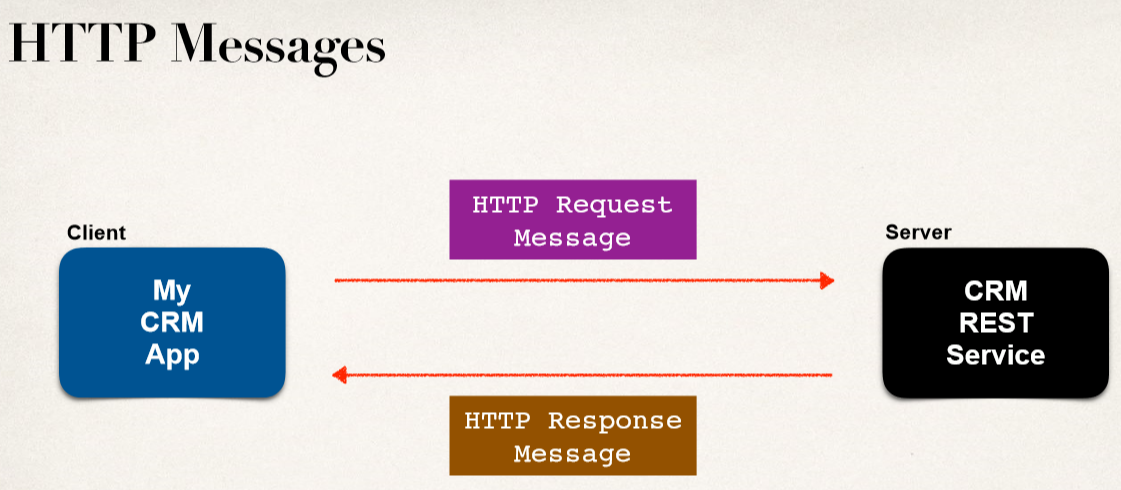 HTTP Messages
HTTP Request
Message
Client
Server
My
CRM
App
CRM
REST
Service
HTTP Response
Message